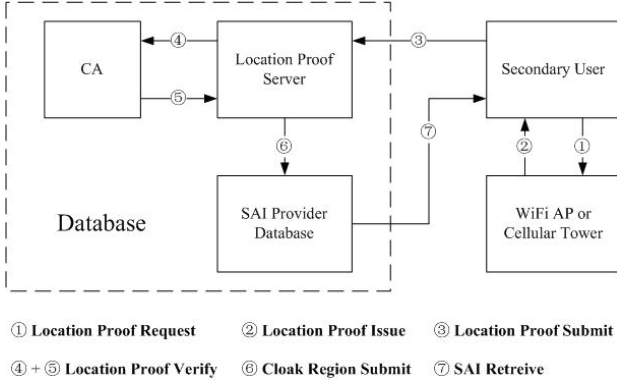 ④
③
CA
Location Proof
Server
Secondary User
⑤
⑦
⑥
②
①
Database
SAI Provider
Database
WiFi AP or
Cellular Tower
① Location Proof Request
② Location Proof Issue
③ Location Proof Submit
④ + ⑤ Location Proof Verify
⑥ Cloak Region Submit
⑦ SAI Retreive